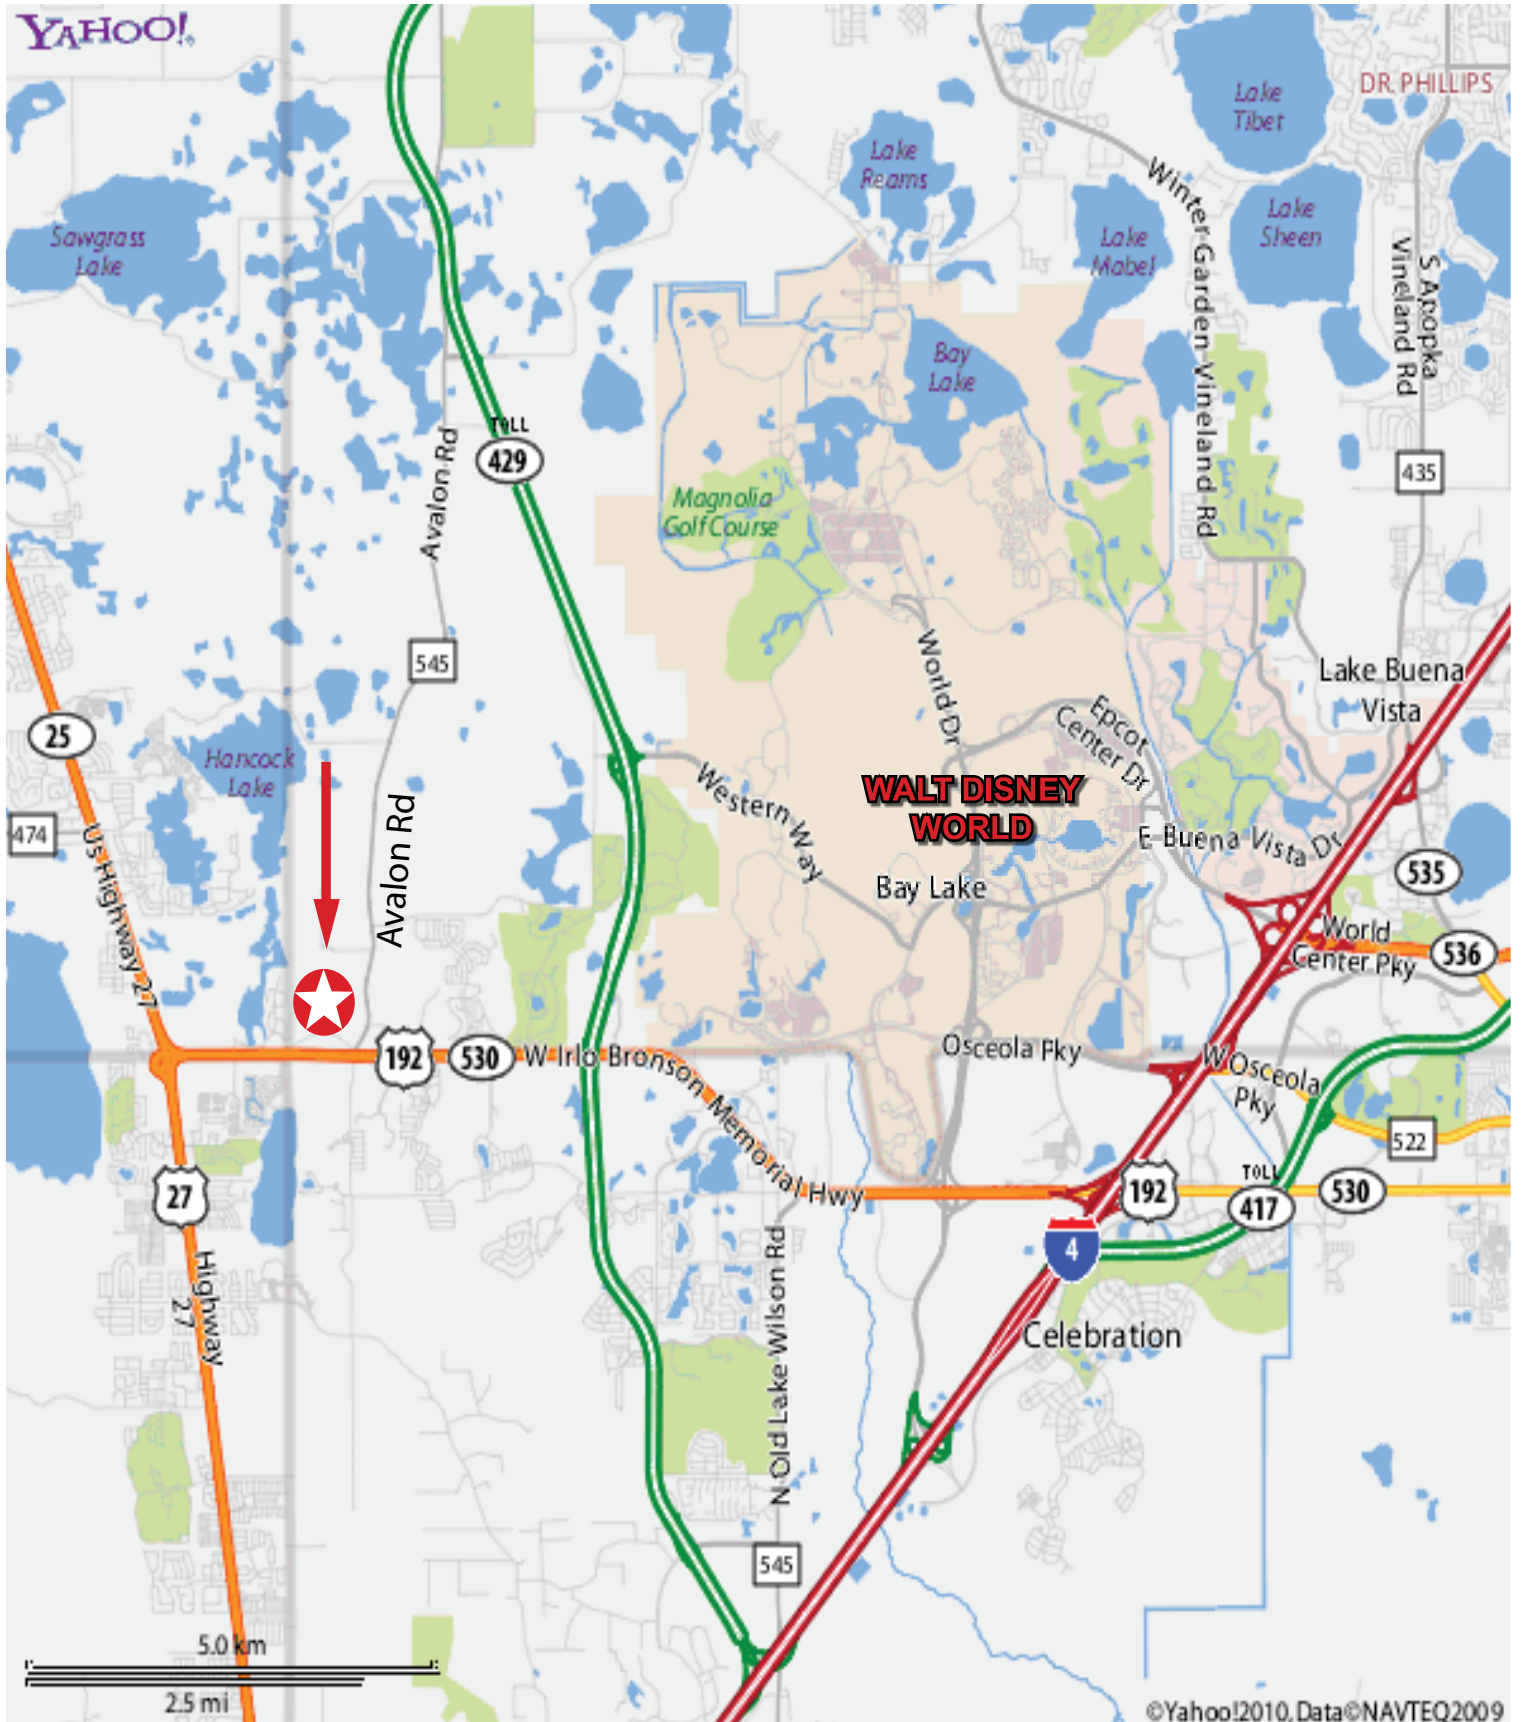 YAHOO!
DR. PHILLIPS
Lake
Tibet
Lake
Reams
Winter Garden-Vineland Rd
Lake
Sheen
Lake
Mabel
S Apopka
Vineland Rd
Sawgrass
Lake
Bay
Lake
TOLL
429
Avalon Rd
435
Magnolia
Golf Course
545
World Dr
Lake Buena
Vista
25
Hancock
Lake
Epcot
Center Dr
Western Way
WALT DISNEY
WORLD
474
Us Highway 27
Avalon Rd
E Buena Vista Dr
535
Bay Lake
World
Center Pky
536
192
530
W Irlo Bronson Memorial Hwy
Osceola Pky
W Osceola
Pky
522
27
TOLL
417
192
530
4
Highway
27
N Old Lake Wilson Rd
Celebration
545
5.0 km
2.5 mi
©Yahoo!2010, Data©NAVTEQ2009